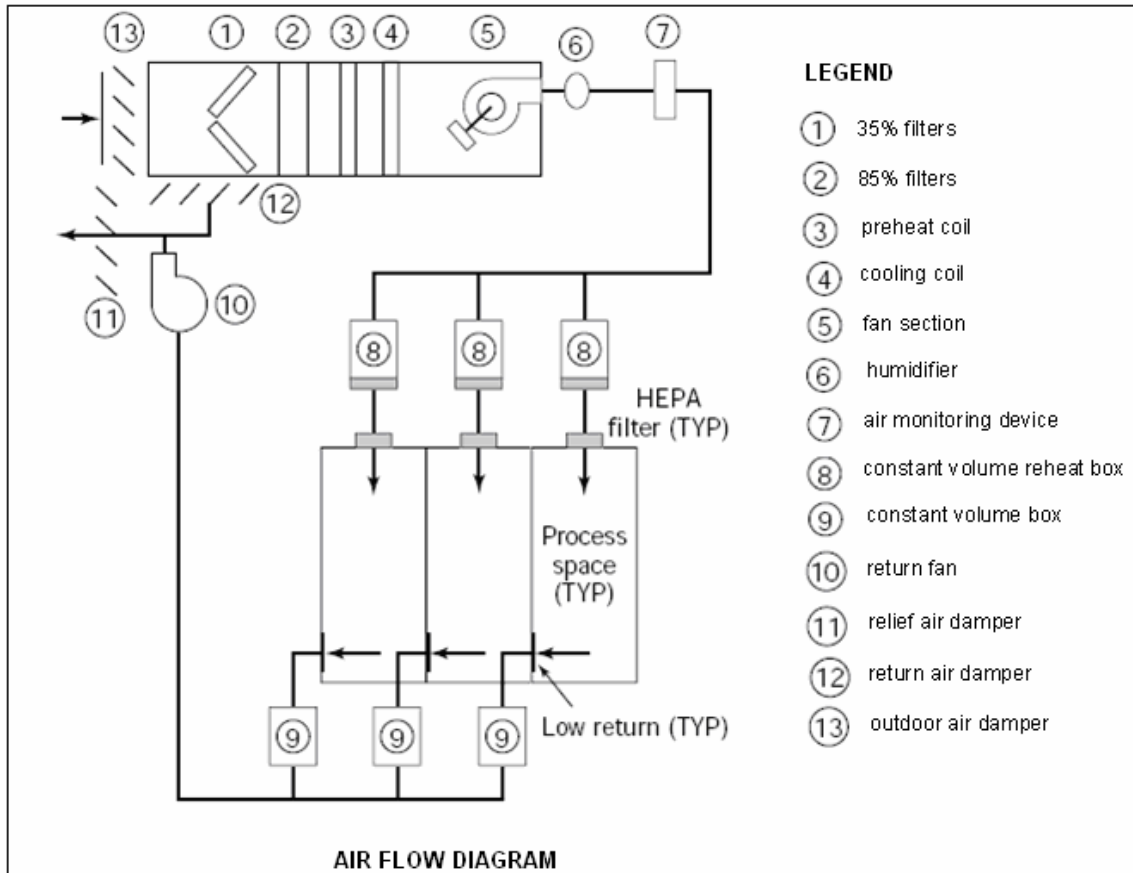 13
1
2
3
4
5
6
7
12
11
10
8
8
8
HEPA
filter (TYP)
Process
space
(TYP)
Low return (TYP)
9
9
9
AIR FLOW DIAGRAM
LEGEND
1 35% filters
2 85% filters
3 preheat coil
4 cooling coil
5 fan section
6 humidifier
7 air monitoring device
8 constant volume reheat box
9 constant volume box
10 return fan
11 relief air damper
12 return air damper
13 outdoor air damper